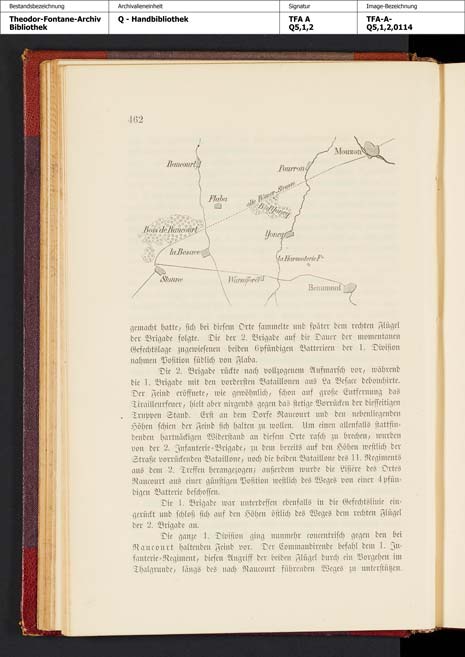 Bestandsbezeichnung
Theodor-Fontane-Archiv
Bibliothek
Archivalieneinheit
Q - Handbibliothek
Signatur
TFA A
Q5,1,2
Image-Bezeichnung
TFA-A-
Q5,1,2,0114
462
Mouzon
Raucourt
Pourron
Flaba
alte Römer-Strasse
Bois de Raucourt
Yoncq
la Besace
la Harnoterie Fe
Stonne
Warniforêt
Beaumont
gemacht hatte, sich bei diesem Orte sammelte und später dem rechten Flügel
der Brigade folgte. Die der 2. Brigade auf die Dauer der momentanen
Gefechtslage zugewiesenen beiden 6pfündigen Batterieen der 1. Division
nahmen Position südlich von Flaba.
Die 2. Brigade rückte nach vollzogenem Aufmarsch vor, während
die 1. Brigade mit den vordersten Bataillonen aus La Besace debouchirte.
Der Feind eröffnete, wie gewöhnlich, schon auf große Entfernung das
Tirailleurfeuer, hielt aber nirgends gegen das stetige Vorrücken der diesseitigen
Truppen Stand. Erst an dem Dorfe Raucourt und den nebenliegenden
Höhen schien der Feind sich halten zu wollen. Um einen allenfalls stattfin-
denden hartnäckigen Widerstand an diesem Orte rasch zu brechen, wurden
von der 2. Infanterie-Brigade, zu dem bereits auf den Höhen westlich der
Straße vorrückenden Bataillone, noch die beiden Bataillone des 11. Regiments
aus dem 2. Treffen herangezogen; außerdem wurde die Lisière des Ortes
Raucourt aus einer günstigen Position westlich des Weges von einer 4pfün-
digen Batterie beschossen.
Die 1. Brigade war unterdessen ebenfalls in die Gefechtslinie ein-
gerückt und schloß sich auf den Höhen östlich des Weges dem rechten Flügel
der 2. Brigade an.
Die ganze 1. Division ging nunmehr concentrisch gegen den bei
Raucourt haltenden Feind vor. Der Commandirende befahl dem 1. In-
fanterie-Regiment, diesen Angriff der beiden Flügel durch ein Vorgehen im
Thalgrunde, längs des nach Raucourt führenden Weges zu unterstützen.